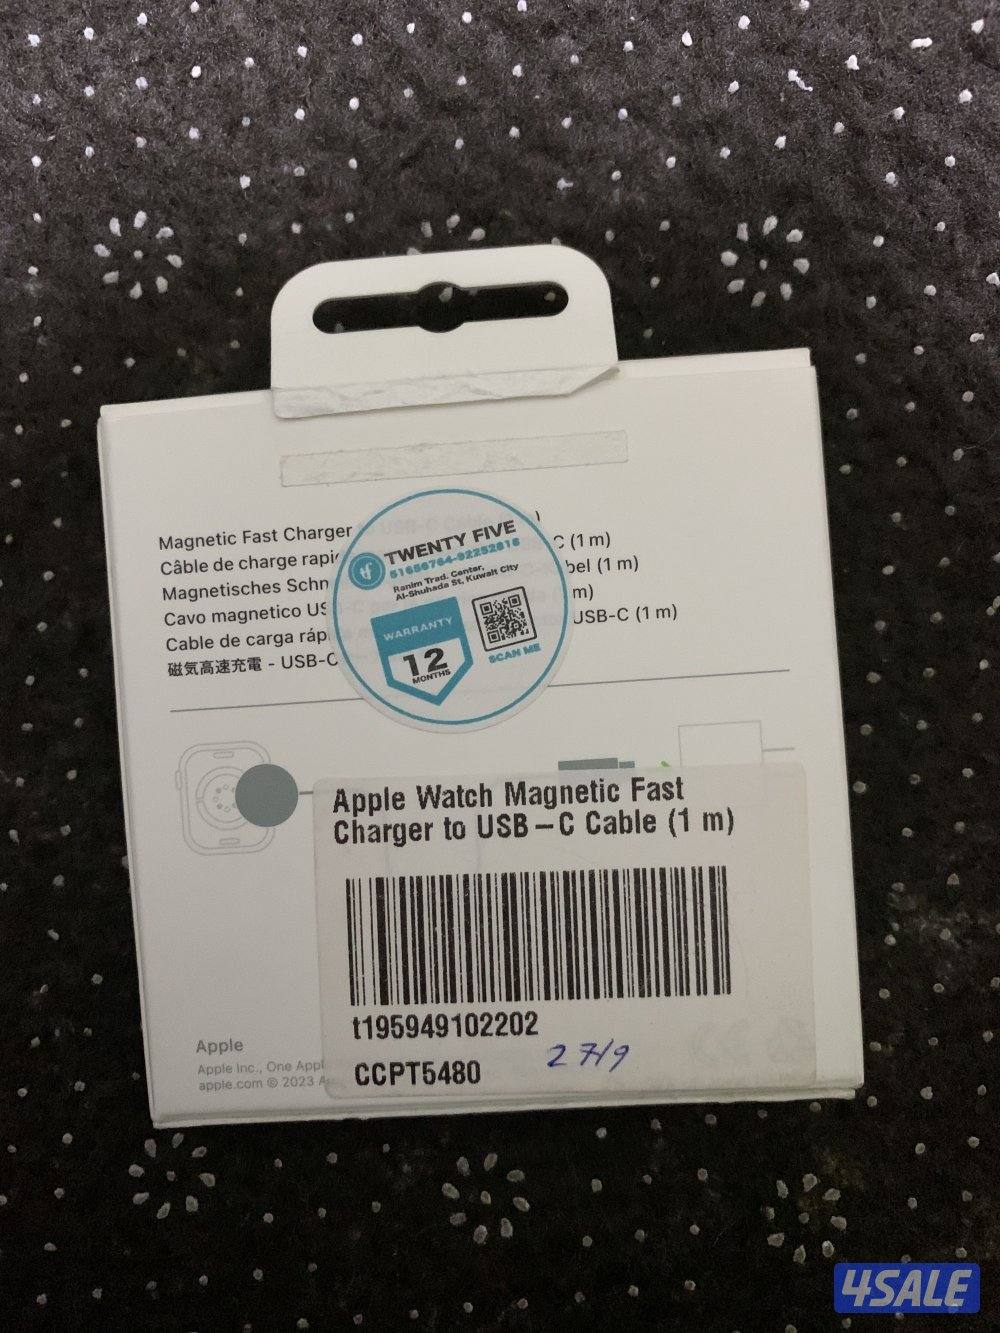 Magnetic Fast Charger
Câble de charge rapi
C (1 m)
Magnetisches Schn
bel (1 m)
Cavo magnetico US
m)
Cable de carga ráp
USB-C (1 m)
磁気高速充電 - USB-C
TWENTY FIVE
51656764-92252816
Ranim Trad. Center,
Al-Shuhada St, Kuwait City
WARRANTY
12
MONTHS
SCAN ME
Apple Watch Magnetic Fast
Charger to USB-C Cable (1 m)
t195949102202
CCPT5480
27/9
Apple
Apple Inc., One Appl
apple.com © 2023 A
4SALE